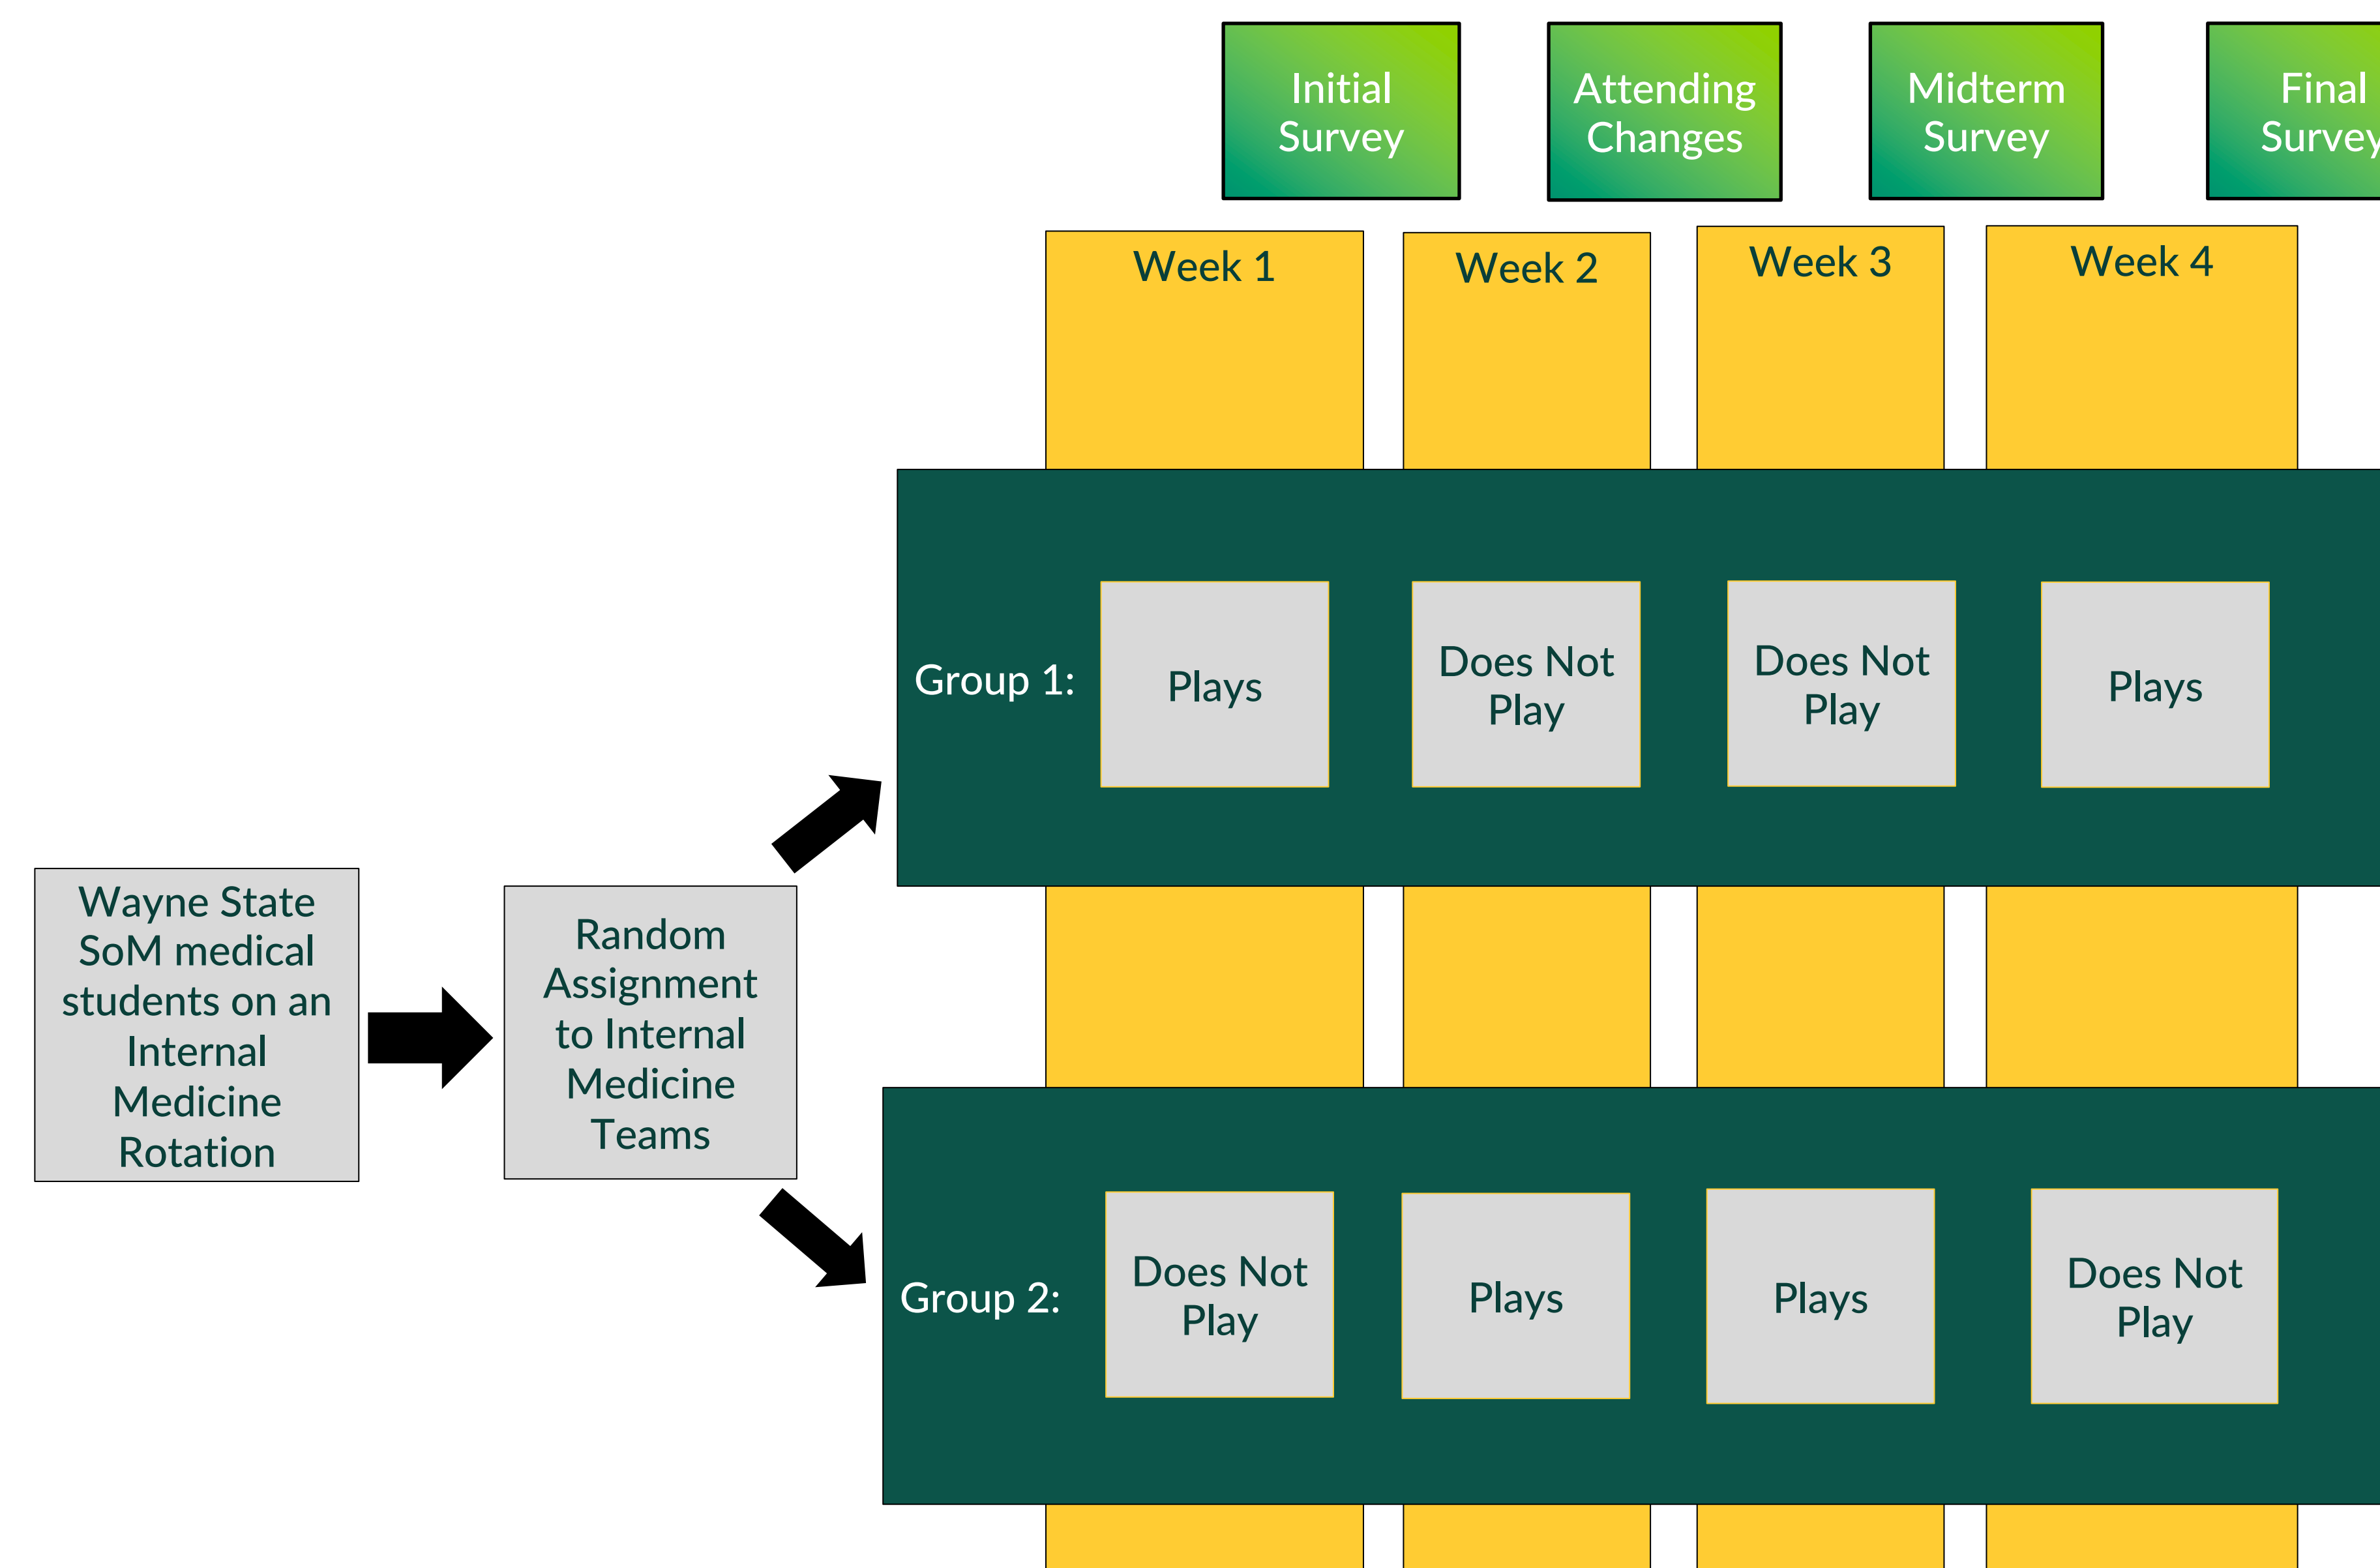 Initial
Survey
Attending
Changes
Midterm
Survey
Final
Survey
Week 1
Week 2
Week 3
Week 4
Group 1:
Plays
Does Not
Play
Does Not
Play
Plays
Wayne State
SoM medical
students on an
Internal
Medicine
Rotation
Random
Assignment
to Internal
Medicine
Teams
Group 2:
Does Not
Play
Plays
Plays
Does Not
Play